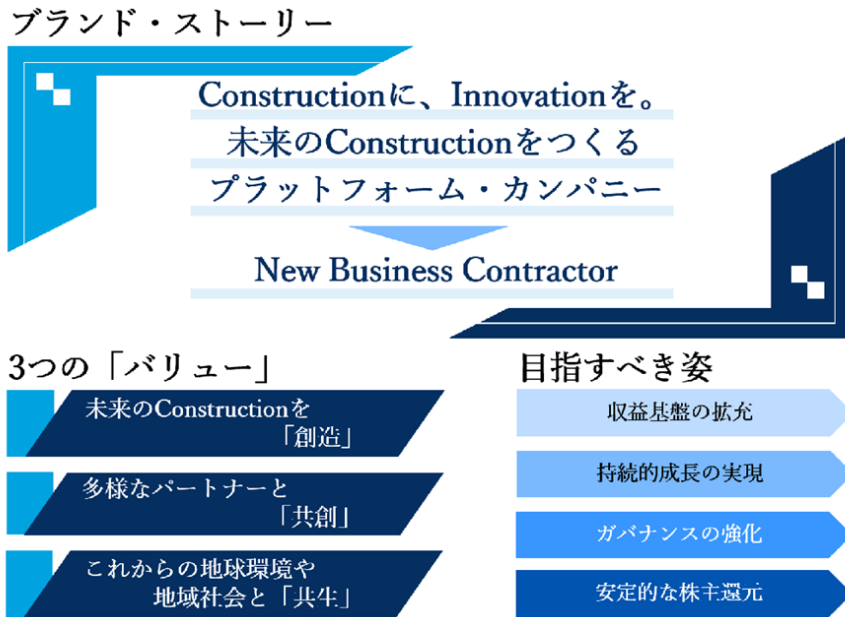 ブランド・ストーリー
Constructionに、Innovationを。
未来のConstructionをつくる
プラットフォーム・カンパニー
New Business Contractor
3つの「バリュー」
未来のConstructionを
「創造」
多様なパートナーと
「共創」
これからの地球環境や
地域社会と「共生」
目指すべき姿
収益基盤の拡充
持続的成長の実現
ガバナンスの強化
安定的な株主還元